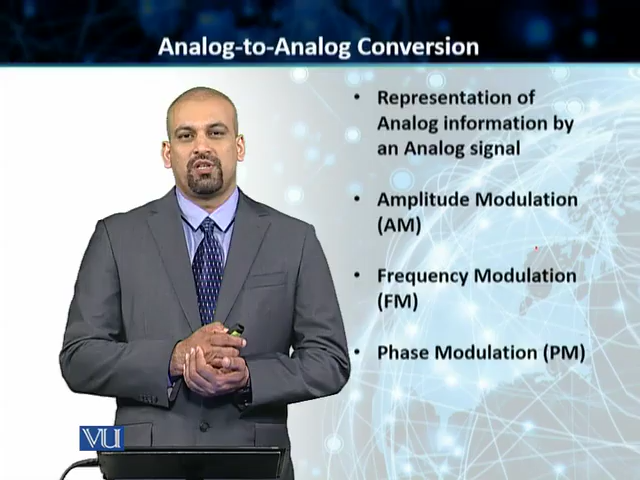 Analog-to-Analog Conversion
• Representation of
Analog information by
an Analog signal
• Amplitude Modulation
(AM)
• Frequency Modulation
(FM)
• Phase Modulation (PM)
VU